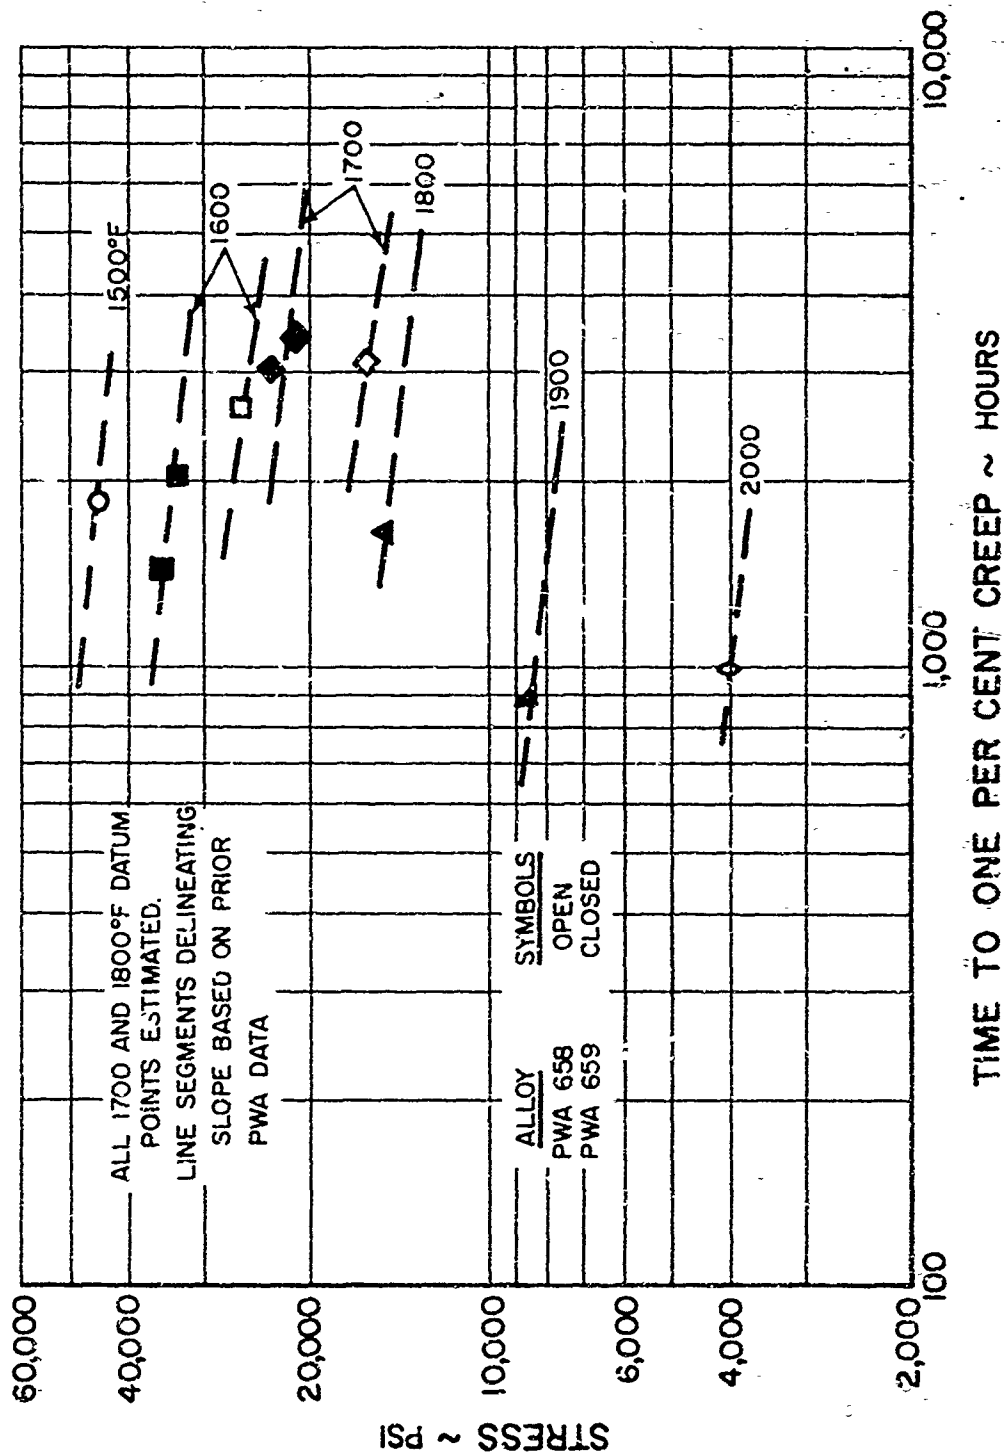 60,000
40,000
20,000
10,000
6,000
4,000
2,000
STRESS ~ PSI
ALL 1700 AND 1800°F DATUM
POINTS ESTIMATED.
LINE SEGMENTS DELINEATING
SLOPE BASED ON PRIOR
PWA DATA
ALLOY SYMBOLS
PWA 658 OPEN
PWA 659 CLOSED
1500°F
1600
1700
1800
1900
2000
100
1,000
10,000
TIME TO ONE PER CENT CREEP ~ HOURS